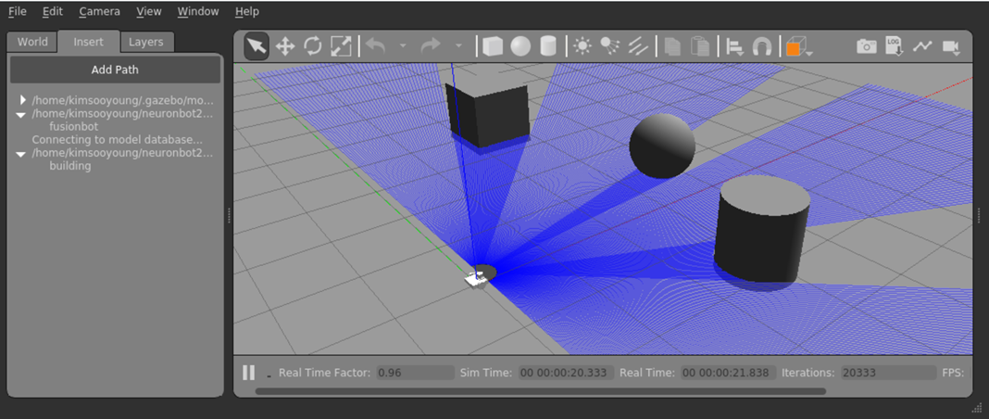 File Edit Camera View Window Help
World Insert Layers
Add Path
/home/kimsooyoung/.gazebo/mo...
/home/kimsooyoung/neuronbot2...
fusionbot
Connecting to model database...
/home/kimsooyoung/neuronbot2...
building
LOG
Real Time Factor: 0.96 Sim Time: 00 00:00:20.333 Real Time: 00 00:00:21.838 Iterations: 20333 FPS: